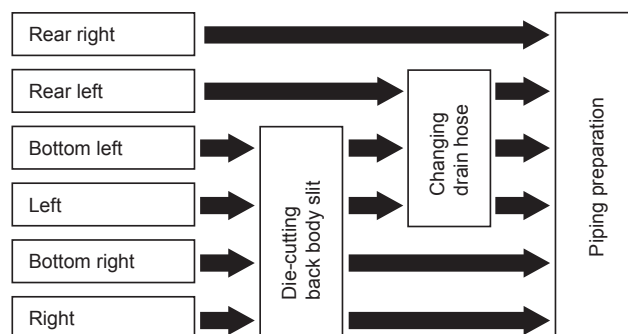 Rear right
Rear left
Bottom left
Left
Bottom right
Right
Die-cutting
back body slit
Changing
drain hose
Piping preparation